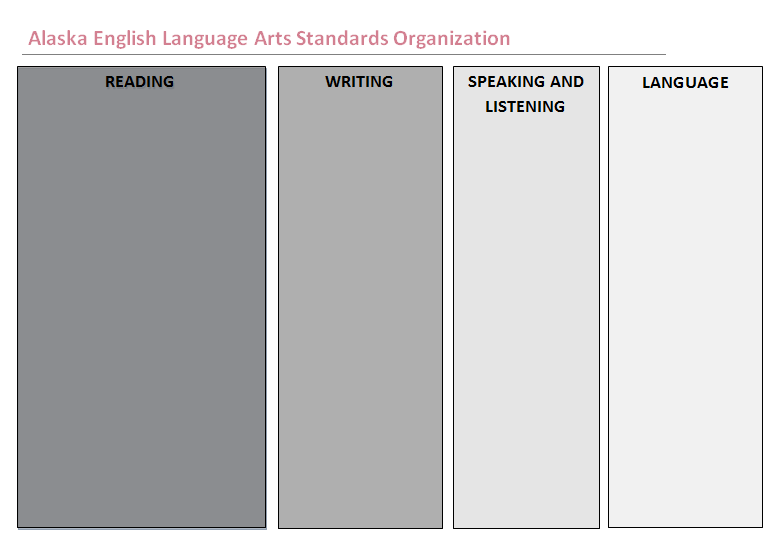 Alaska English Language Arts Standards Organization
READING
WRITING
SPEAKING AND
LISTENING
LANGUAGE